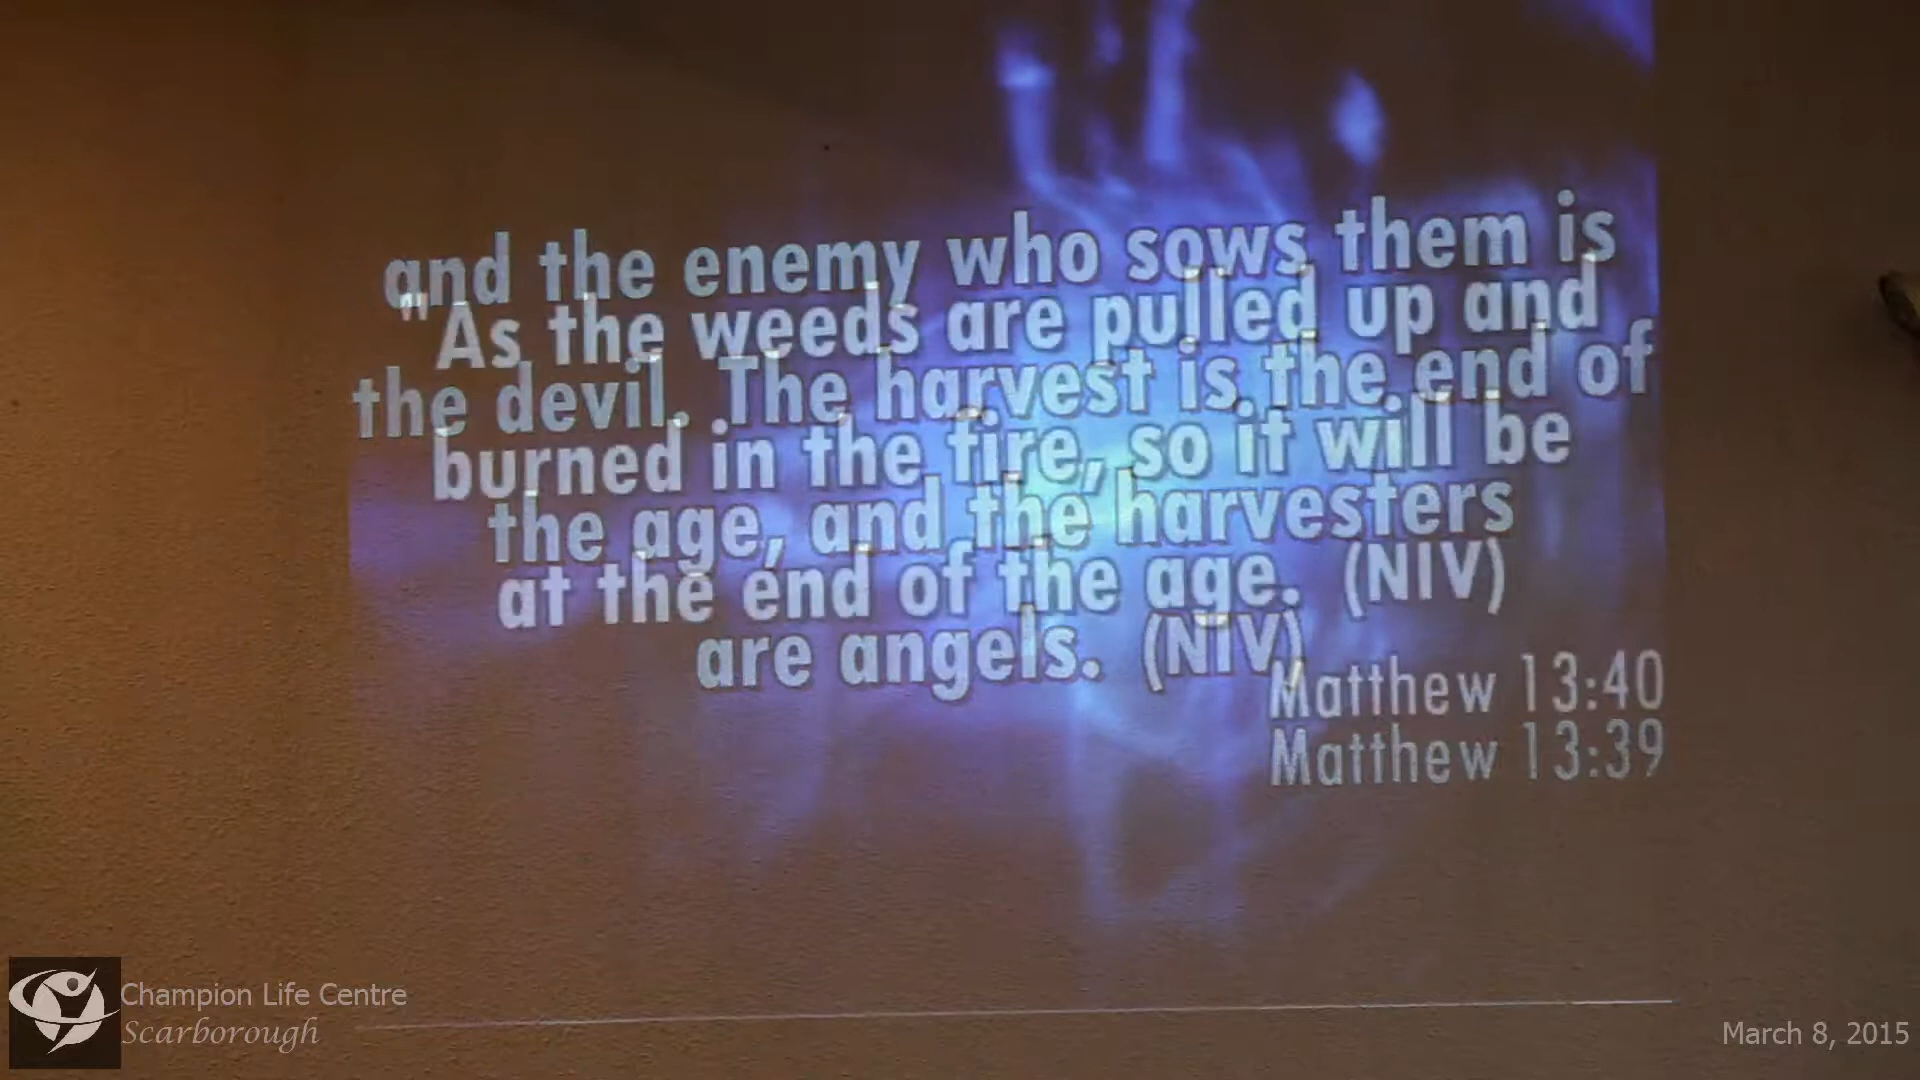 and the enemy who sows them is
"As the weeds are pulled up and
the devil. The harvest is the end of
burned in the fire, so it will be
the age, and the harvesters
at the end of the age. (NIV)
are angels. (NIV)
Matthew 13:40
Matthew 13:39
Champion Life Centre
Scarborough
March 8, 2015